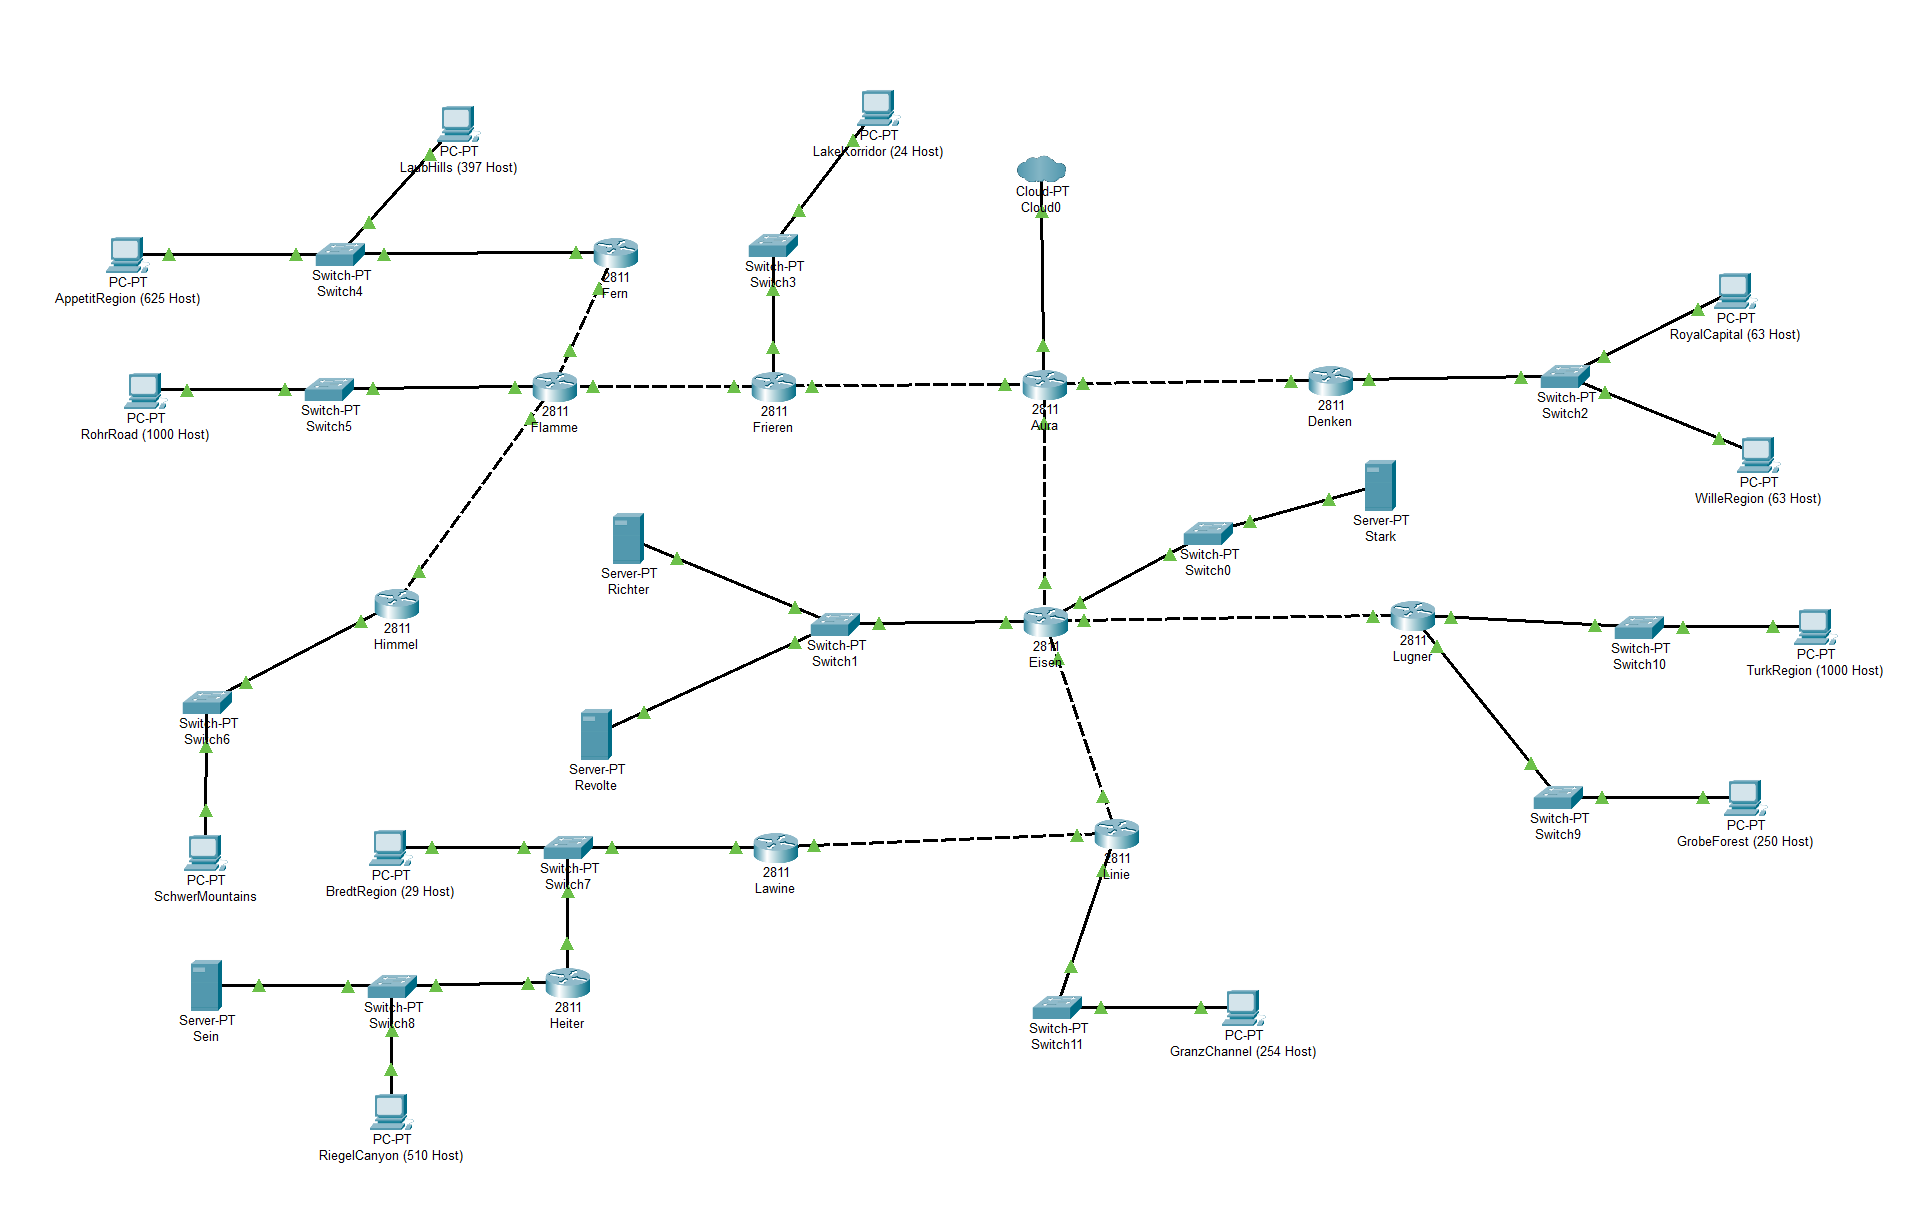 PC-PT
LaubHills (397 Host)
PC-PT
LakeKorridor (24 Host)
Cloud-PT
Cloud0
PC-PT
AppetitRegion (625 Host)
Switch-PT
Switch4
2811
Fern
Switch-PT
Switch3
PC-PT
RoyalCapital (63 Host)
PC-PT
RohrRoad (1000 Host)
Switch-PT
Switch5
2811
Flamme
2811
Frieren
2811
Aura
2811
Denken
Switch-PT
Switch2
PC-PT
WilleRegion (63 Host)
Server-PT
Stark
Switch-PT
Switch0
Server-PT
Richter
2811
Himmel
Switch-PT
Switch1
2811
Eisen
2811
Lugner
Switch-PT
Switch10
PC-PT
TurkRegion (1000 Host)
Switch-PT
Switch6
Server-PT
Revolte
PC-PT
SchwerMountains
PC-PT
BredtRegion (29 Host)
Switch-PT
Switch7
2811
Lawine
2811
Linie
Switch-PT
Switch9
PC-PT
GrobeForest (250 Host)
Server-PT
Sein
Switch-PT
Switch8
2811
Heiter
Switch-PT
Switch11
PC-PT
GranzChannel (254 Host)
PC-PT
RiegelCanyon (510 Host)